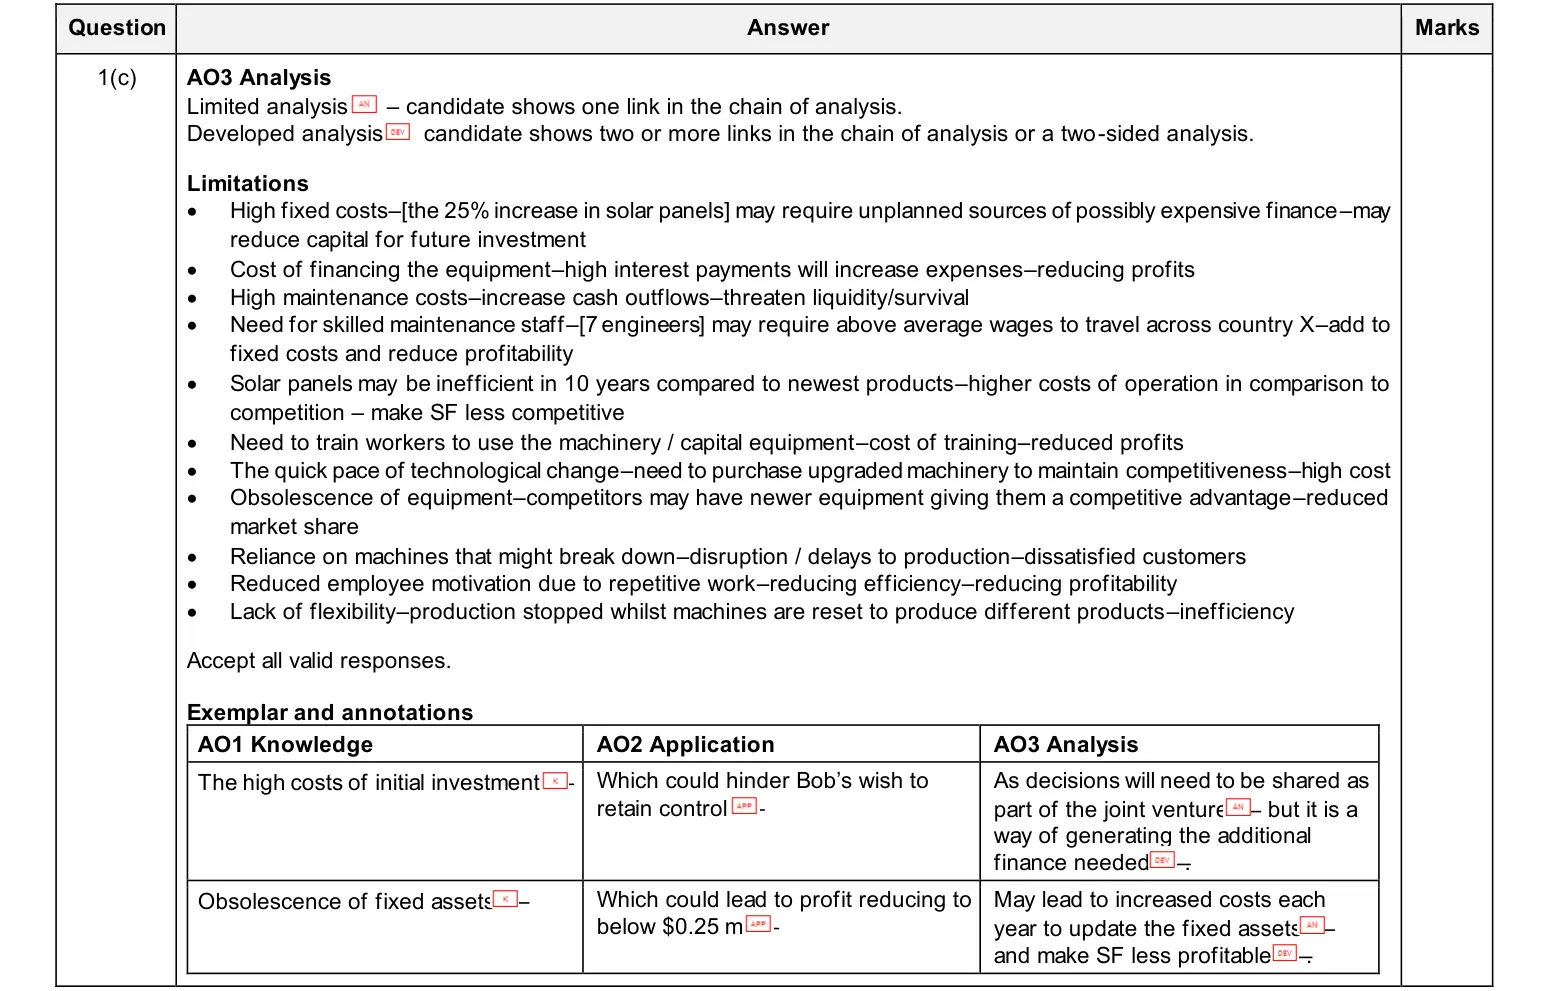 Question Answer Marks
1(c) AO3 Analysis
Limited analysis AN – candidate shows one link in the chain of analysis.
Developed analysis DEV candidate shows two or more links in the chain of analysis or a two-sided analysis.
Limitations
• High fixed costs–[the 25% increase in solar panels] may require unplanned sources of possibly expensive finance–may
reduce capital for future investment
• Cost of financing the equipment–high interest payments will increase expenses–reducing profits
• High maintenance costs–increase cash outflows–threaten liquidity/survival
• Need for skilled maintenance staff–[7 engineers] may require above average wages to travel across country X–add to
fixed costs and reduce profitability
• Solar panels may be inefficient in 10 years compared to newest products–higher costs of operation in comparison to
competition – make SF less competitive
• Need to train workers to use the machinery / capital equipment–cost of training–reduced profits
• The quick pace of technological change–need to purchase upgraded machinery to maintain competitiveness–high cost
• Obsolescence of equipment–competitors may have newer equipment giving them a competitive advantage–reduced
market share
• Reliance on machines that might break down–disruption / delays to production–dissatisfied customers
• Reduced employee motivation due to repetitive work–reducing efficiency–reducing profitability
• Lack of flexibility–production stopped whilst machines are reset to produce different products–inefficiency
Accept all valid responses.
Exemplar and annotations
AO1 Knowledge AO2 Application AO3 Analysis
The high costs of initial investment K -
Which could hinder Bob's wish to
retain control APP -
As decisions will need to be shared as
part of the joint venture AN – but it is a
way of generating the additional
finance needed DEV –.
Obsolescence of fixed assets K –
Which could lead to profit reducing to
below $0.25 m APP -
May lead to increased costs each
year to update the fixed assets AN –
and make SF less profitable DEV –.